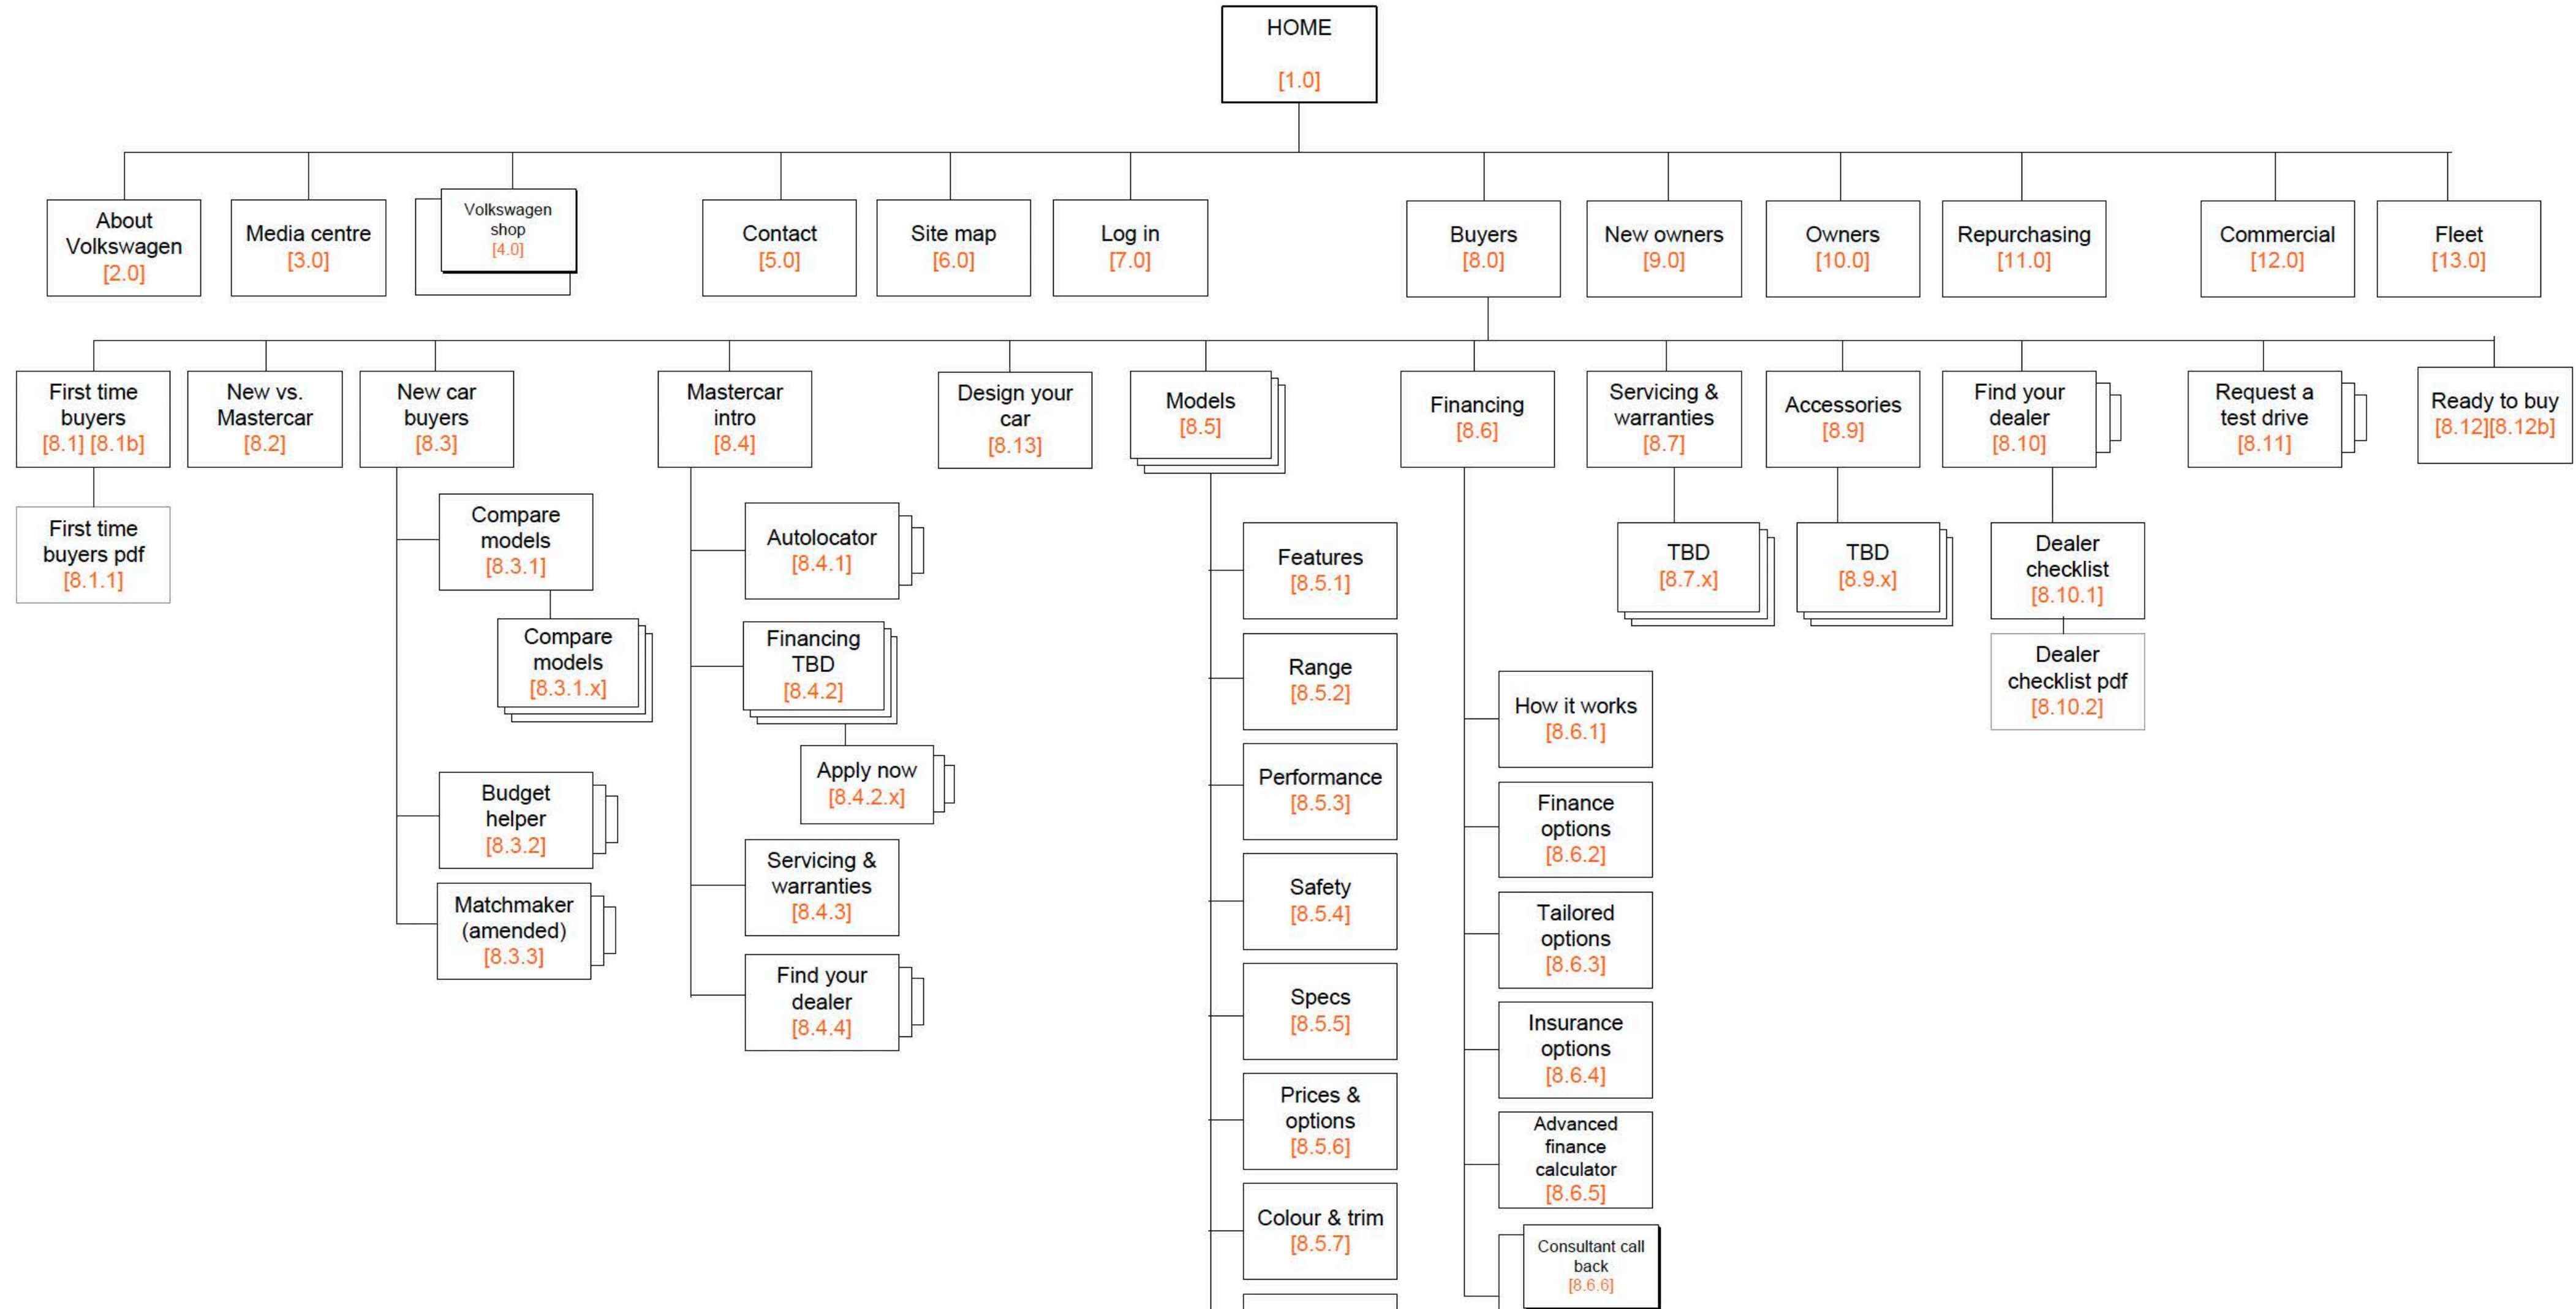 HOME
[1.0]
About
Volkswagen
[2.0]
Media centre
[3.0]
Volkswagen
shop
[4.0]
Contact
[5.0]
Site map
[6.0]
Log in
[7.0]
Buyers
[8.0]
New owners
[9.0]
Owners
[10.0]
Repurchasing
[11.0]
Commercial
[12.0]
Fleet
[13.0]
First time
buyers
[8.1] [8.1b]
New vs.
Mastercar
[8.2]
New car
buyers
[8.3]
Mastercar
intro
[8.4]
Design your
car
[8.13]
Models
[8.5]
Financing
[8.6]
Servicing &
warranties
[8.7]
Accessories
[8.9]
Find your
dealer
[8.10]
Request a
test drive
[8.11]
Ready to buy
[8.12][8.12b]
First time
buyers pdf
[8.1.1]
Compare
models
[8.3.1]
Compare
models
[8.3.1.x]
Budget
helper
[8.3.2]
Matchmaker
(amended)
[8.3.3]
Autolocator
[8.4.1]
Financing
TBD
[8.4.2]
Apply now
[8.4.2.x]
Servicing &
warranties
[8.4.3]
Find your
dealer
[8.4.4]
Features
[8.5.1]
Range
[8.5.2]
Performance
[8.5.3]
Safety
[8.5.4]
Specs
[8.5.5]
Prices &
options
[8.5.6]
Colour & trim
[8.5.7]
How it works
[8.6.1]
Finance
options
[8.6.2]
Tailored
options
[8.6.3]
Insurance
options
[8.6.4]
Advanced
finance
calculator
[8.6.5]
Consultant call
back
[8.6.6]
TBD
[8.7.x]
TBD
[8.9.x]
Dealer
checklist
[8.10.1]
Dealer
checklist pdf
[8.10.2]